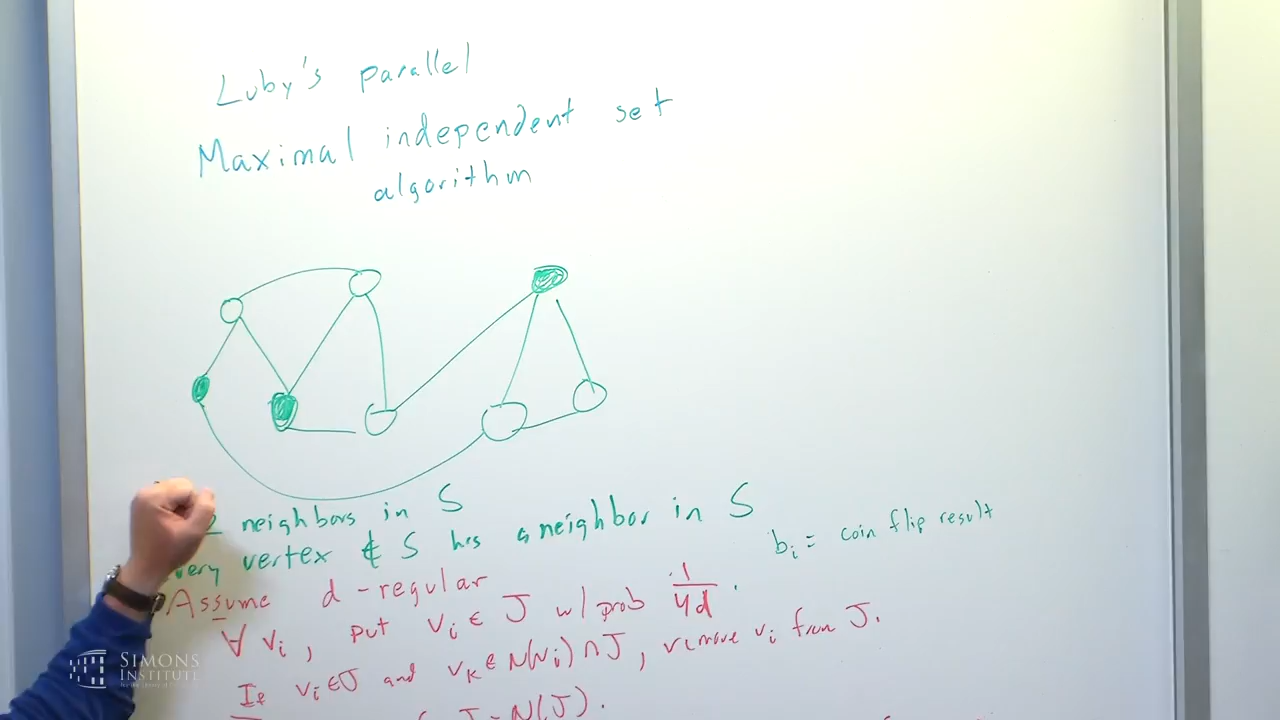 Luby's parallel
Maximal independent set
algorithm
neighbors in S
vertex ∉ S has a neighbor in S
b_i = coin flip result
Assume d-regular
∀ v_i, put v_i ∈ J w/ prob 1/4d.
If v_i ∈ J and v_k ∈ N(v_i) ∩ J, remove v_i from J.
J - N(J).
SIMONS
INSTITUTE